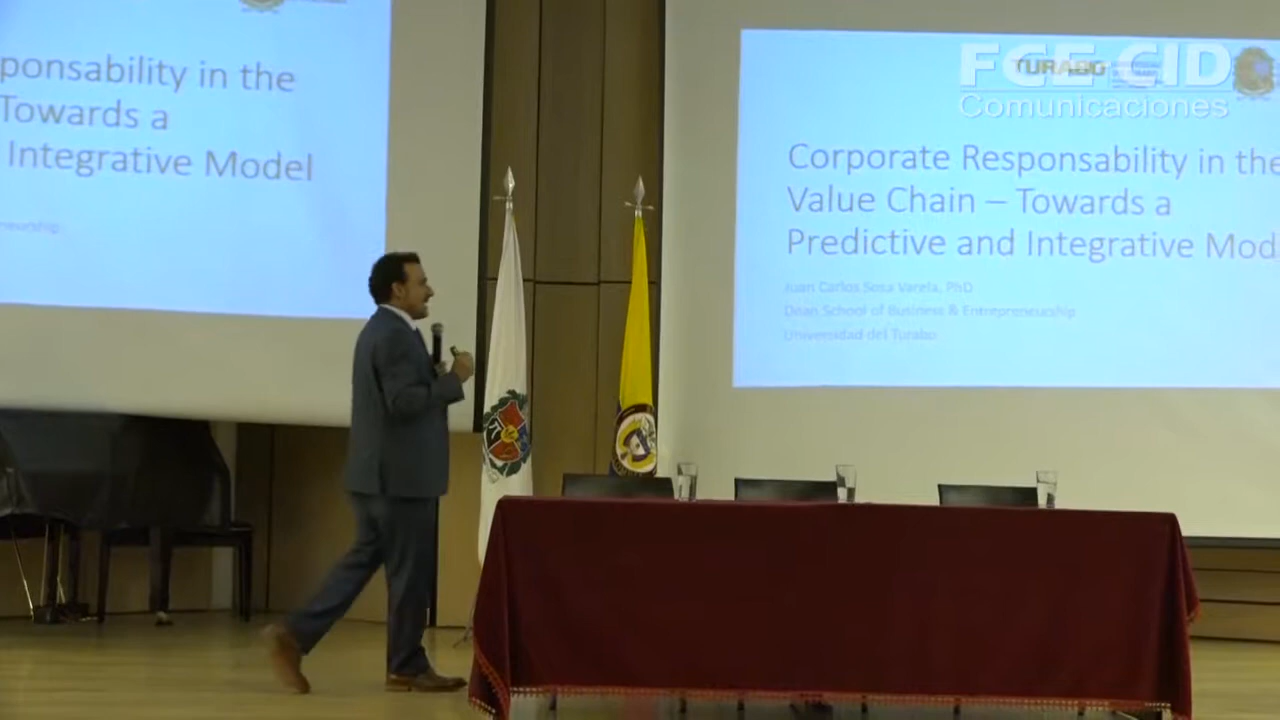 ponsability in the
Towards a
Integrative Model
neurship
FCE-CID
Comunicaciones
TURABO
Corporate Responsability in the
Value Chain – Towards a
Predictive and Integrative Mod
Juan Carlos Sosa Varela, PhD
Dean School of Business & Entrepreneurship
Universidad del Turabo